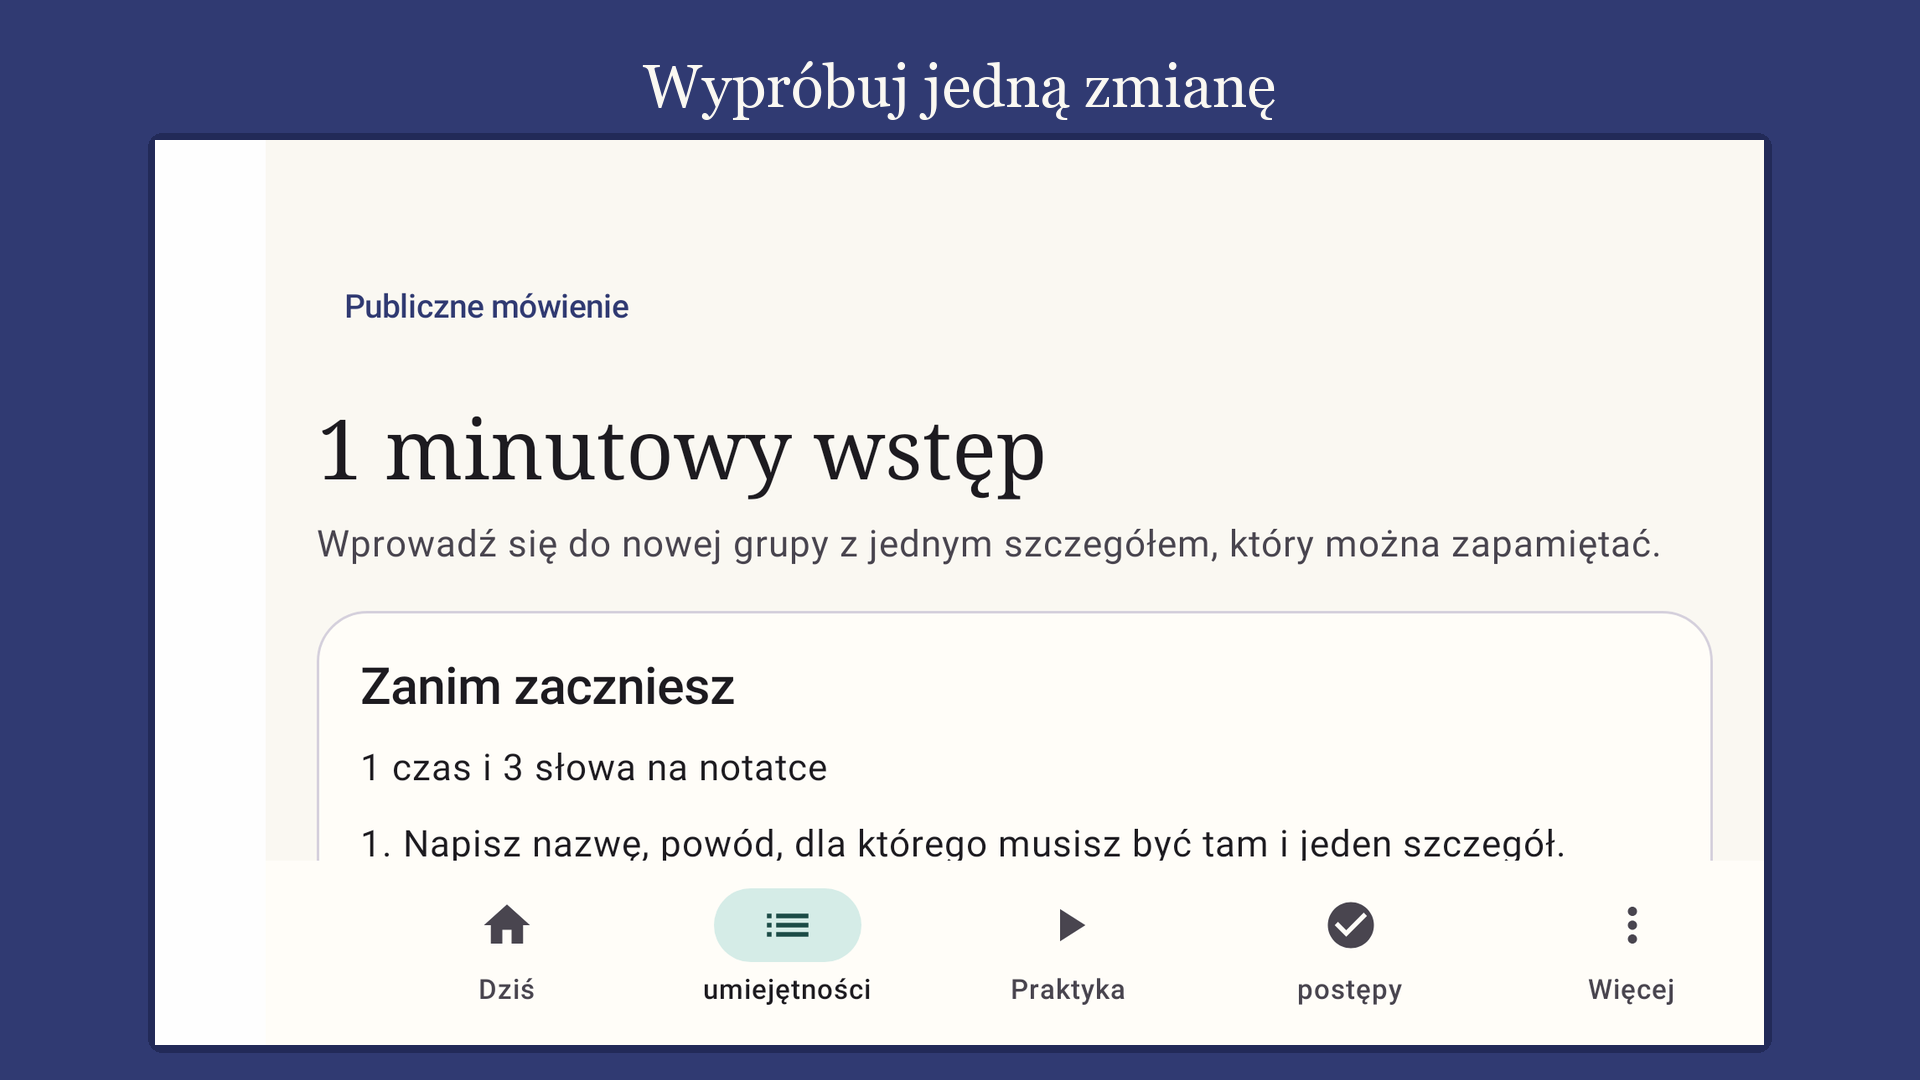 Wypróbuj jedną zmianę
Publiczne mówienie
1 minutowy wstęp
Wprowadź się do nowej grupy z jednym szczegółem, który można zapamiętać.
Zanim zaczniesz
1 czas i 3 słowa na notatce
1. Napisz nazwę, powód, dla którego musisz być tam i jeden szczegół.
Dziś
umiejętności
Praktyka
postępy
Więcej